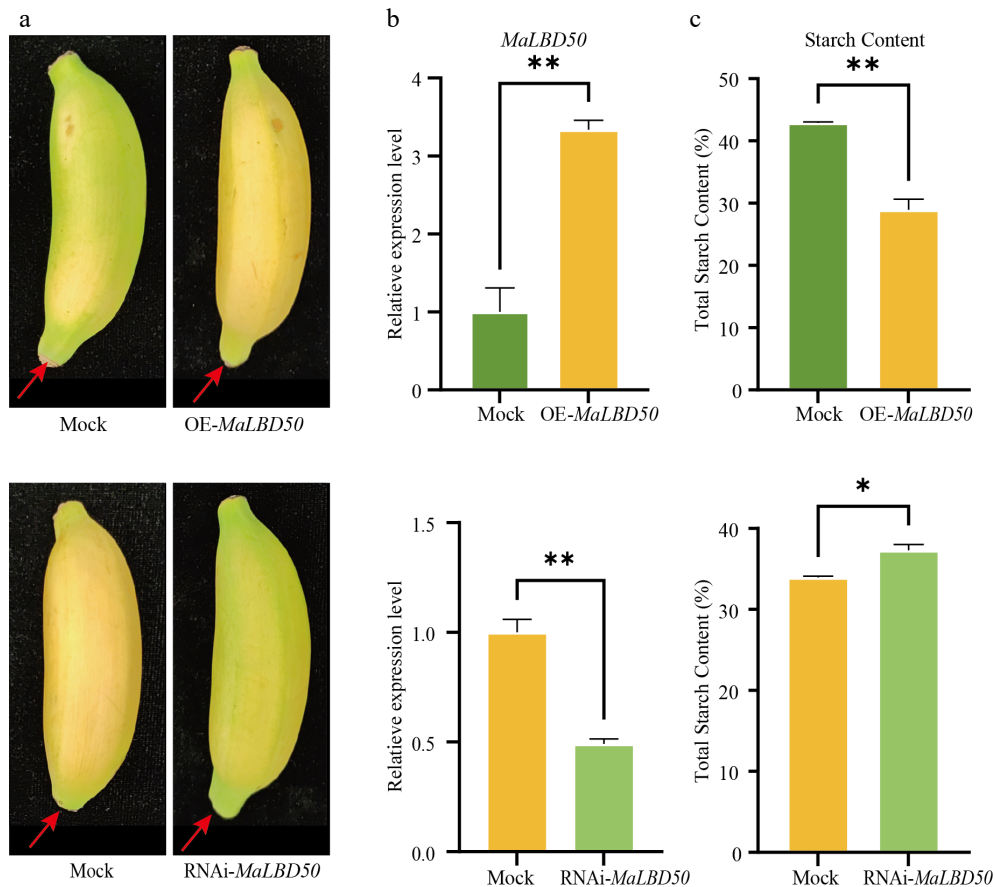 a
b
c
MaLBD50
**
Relatieve expression level
4
3
2
1
0
Mock
OE-MaLBD50
Starch Content
**
Total Starch Content (%)
50
40
30
20
10
0
Mock
OE-MaLBD50
Mock
OE-MaLBD50
**
Relatieve expression level
1.5
1.0
0.5
0.0
Mock
RNAi-MaLBD50
*
Total Starch Content (%)
40
30
20
10
0
Mock
RNAi-MaLBD50
Mock
RNAi-MaLBD50